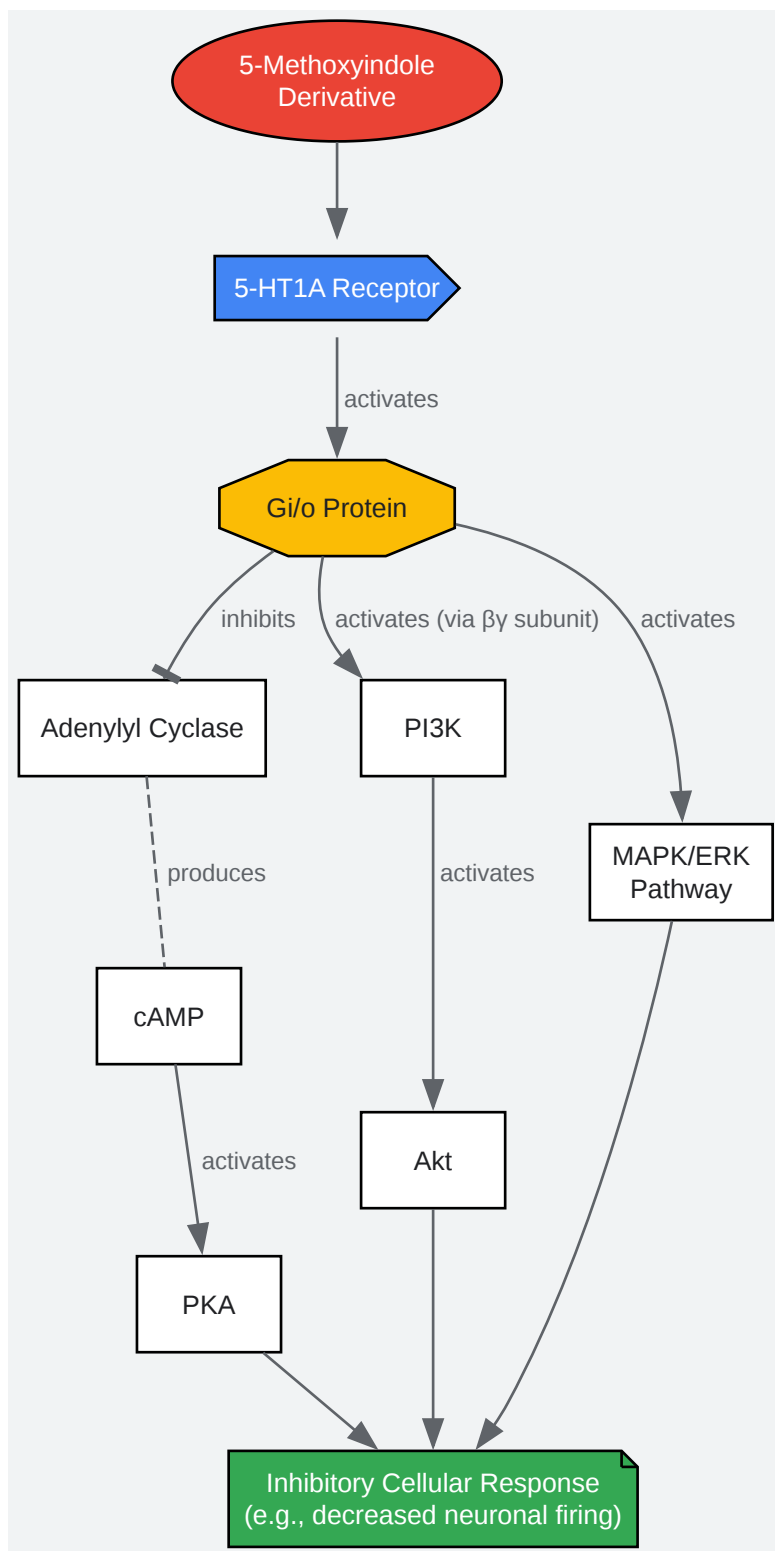 5-Methoxyindole
Derivative
5-HT1A Receptor
activates
Gi/o Protein
inhibits
activates (via βγ subunit)
activates
Adenylyl Cyclase
PI3K
MAPK/ERK
Pathway
produces
activates
cAMP
activates
Akt
PKA
Inhibitory Cellular Response
(e.g., decreased neuronal firing)